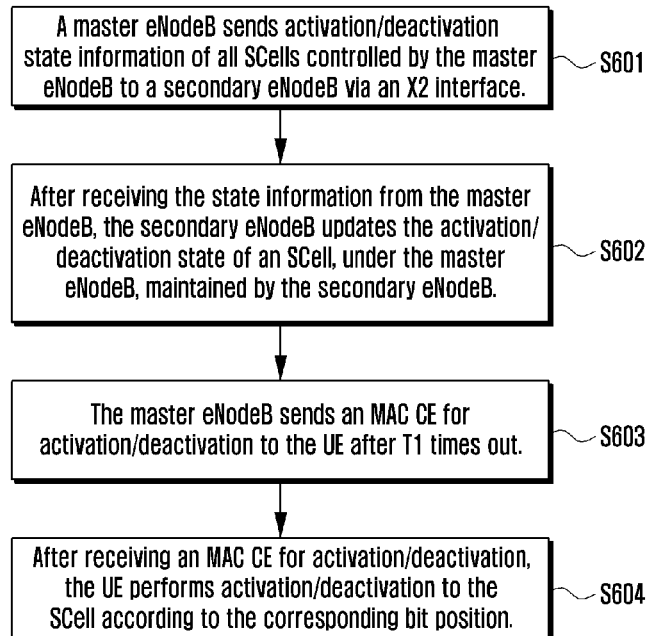 A master eNodeB sends activation/deactivation
state information of all SCells controlled by the master
eNodeB to a secondary eNodeB via an X2 interface.
S601
After receiving the state information from the master
eNodeB, the secondary eNodeB updates the activation/
deactivation state of an SCell, under the master
eNodeB, maintained by the secondary eNodeB.
S602
The master eNodeB sends an MAC CE for
activation/deactivation to the UE after T1 times out.
S603
After receiving an MAC CE for activation/deactivation,
the UE performs activation/deactivation to the
SCell according to the corresponding bit position.
S604